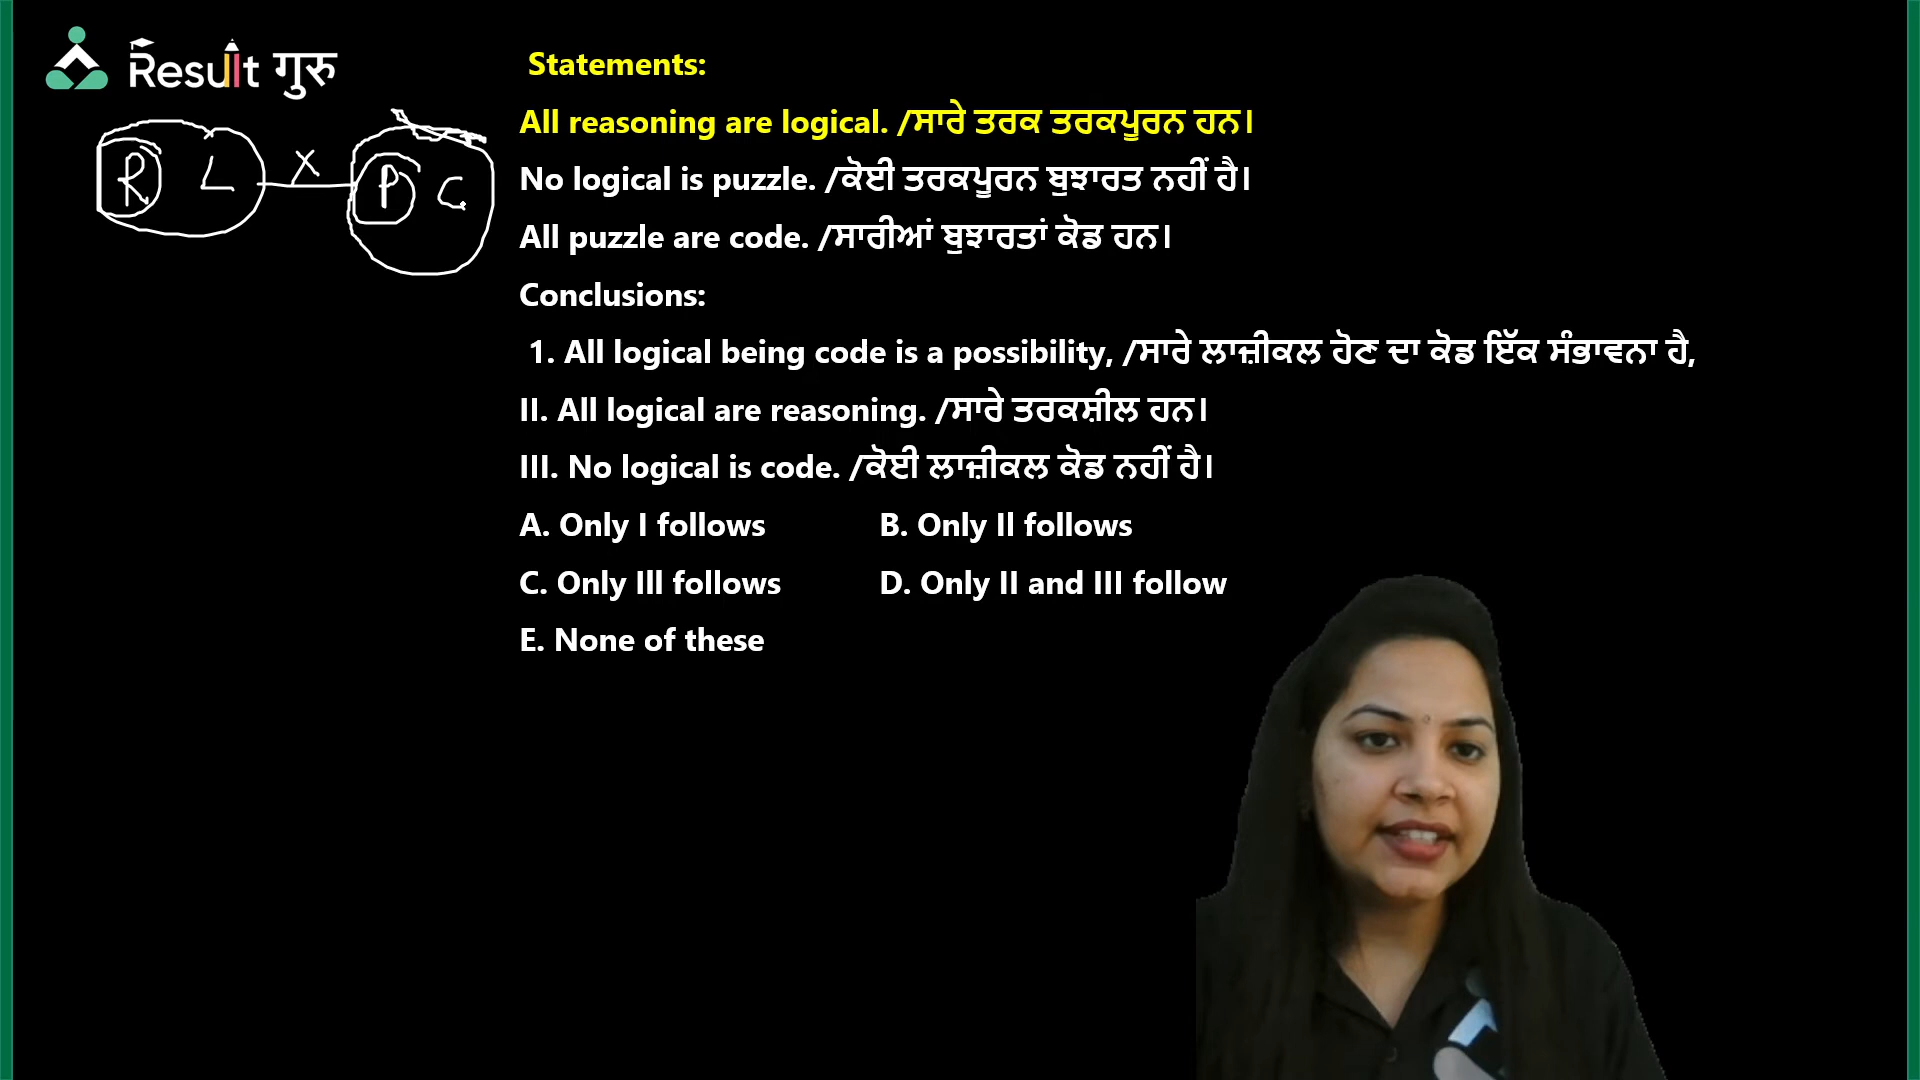 Result गुरु
Statements:
All reasoning are logical. /ਸਾਰੇ ਤਰਕ ਤਰਕਪੂਰਨ ਹਨ।
No logical is puzzle. /ਕੋਈ ਤਰਕਪੂਰਨ ਬੁਝਾਰਤ ਨਹੀਂ ਹੈ।
All puzzle are code. /ਸਾਰੀਆਂ ਬੁਝਾਰਤਾਂ ਕੋਡ ਹਨ।
Conclusions:
1. All logical being code is a possibility, /ਸਾਰੇ ਲਾਜ਼ੀਕਲ ਹੋਣ ਦਾ ਕੋਡ ਇੱਕ ਸੰਭਾਵਨਾ ਹੈ,
II. All logical are reasoning. /ਸਾਰੇ ਤਰਕਸ਼ੀਲ ਹਨ।
III. No logical is code. /ਕੋਈ ਲਾਜ਼ੀਕਲ ਕੋਡ ਨਹੀਂ ਹੈ।
A. Only I follows B. Only Il follows
C. Only Ill follows D. Only II and III follow
E. None of these
R L X P C